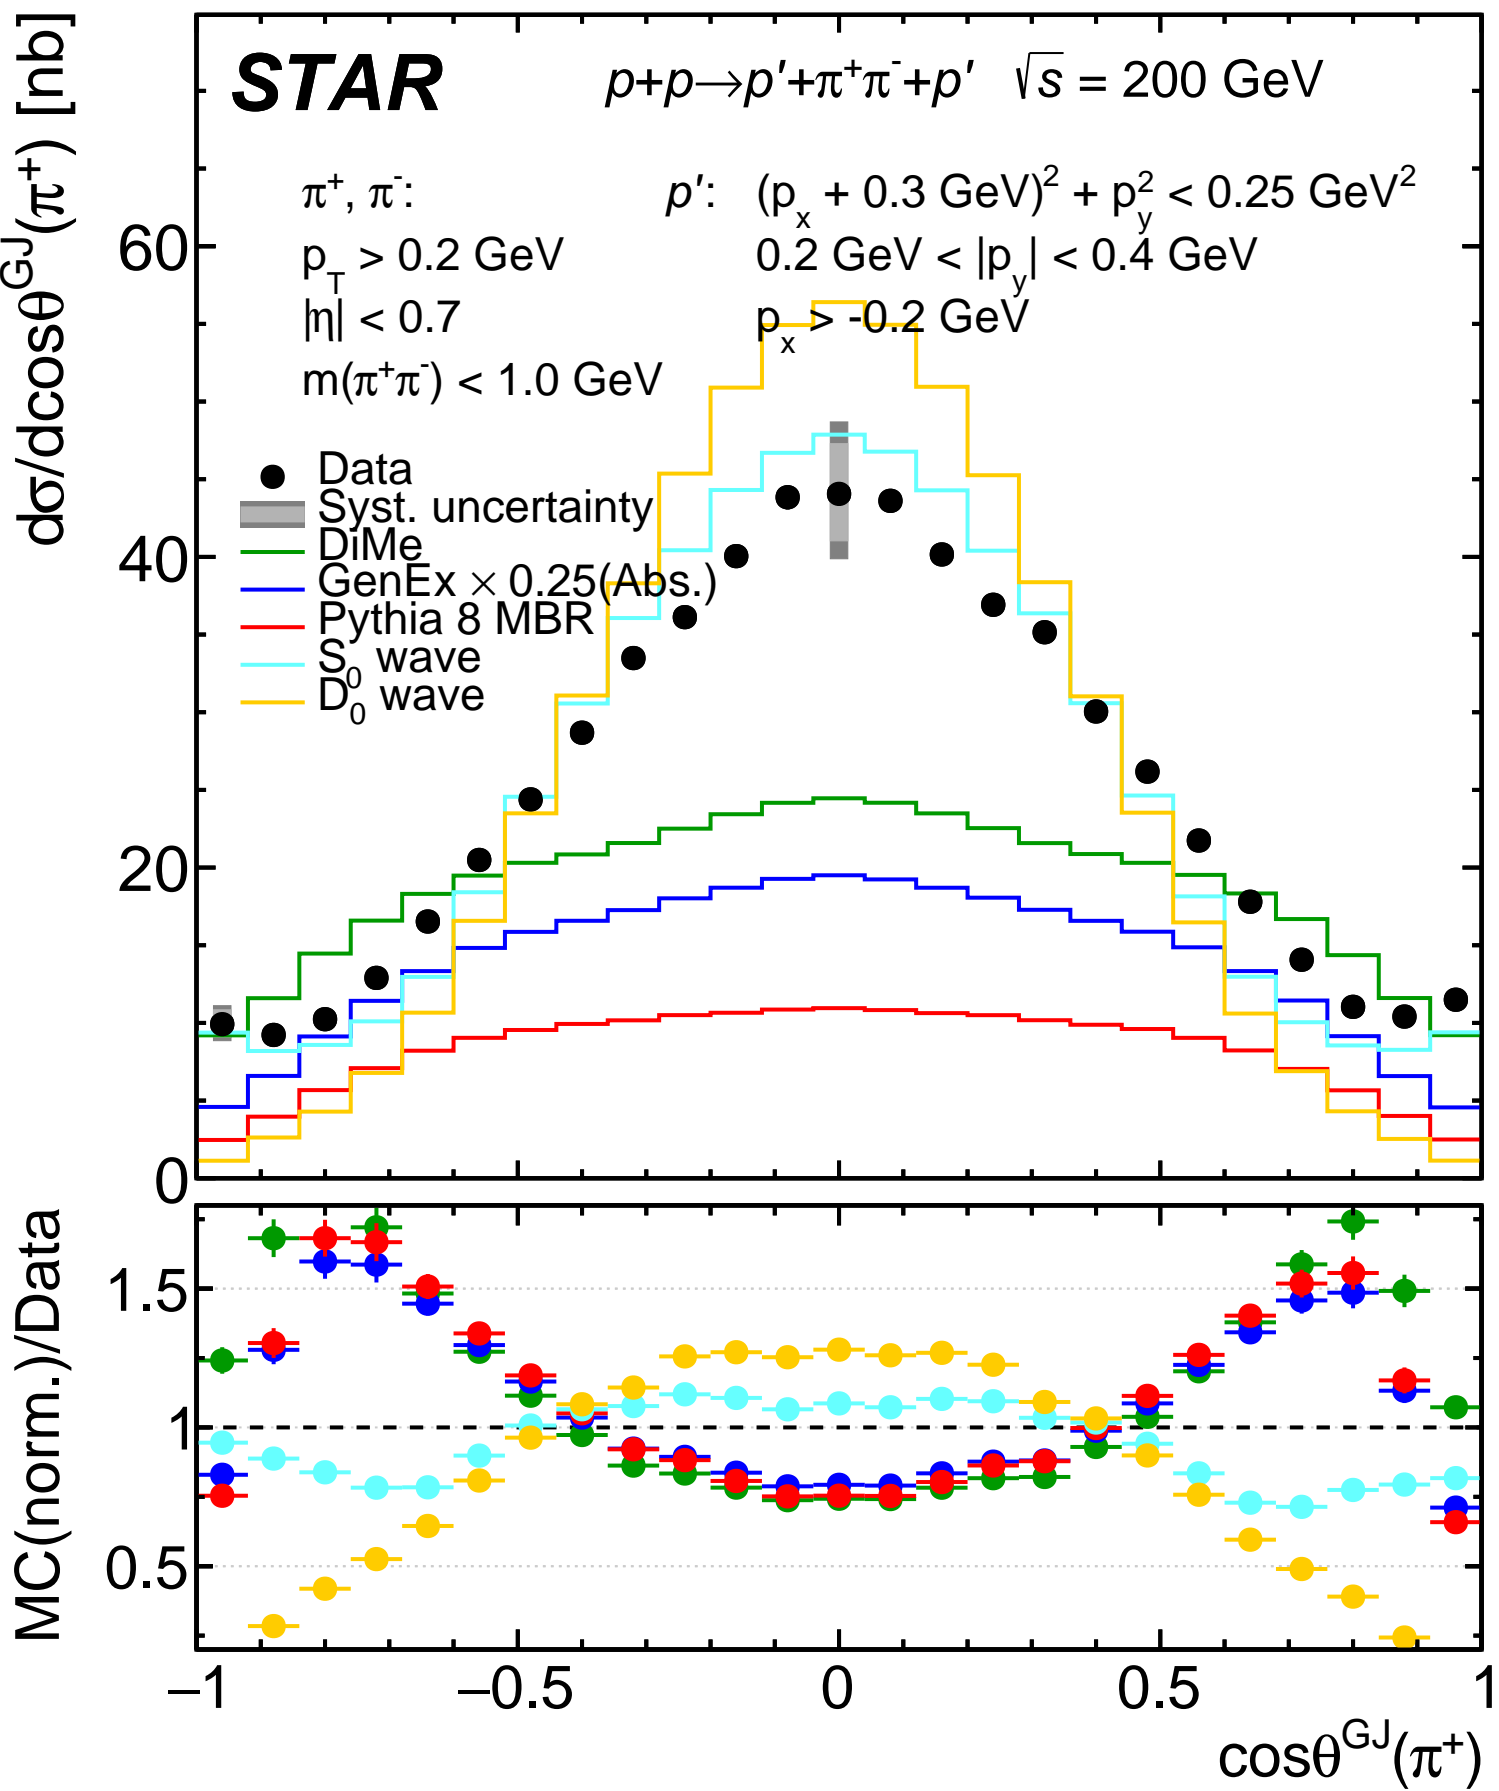 STAR p+p→p′+π⁺π⁻+p′ √s = 200 GeV
π⁺, π⁻: p′: (pₓ + 0.3 GeV)² + p_y² < 0.25 GeV²
p_T > 0.2 GeV 0.2 GeV < |p_y| < 0.4 GeV
|η| < 0.7 pₓ > -0.2 GeV
m(π⁺π⁻) < 1.0 GeV
Data
Syst. uncertainty
DiMe
GenEx × 0.25(Abs.)
Pythia 8 MBR
S₀ wave
D₀ wave
dσ/dcosθ^GJ(π⁺) [nb]
60
40
20
0
MC(norm.)/Data
1.5
1
0.5
−1 −0.5 0 0.5 1
cosθ^GJ(π⁺)